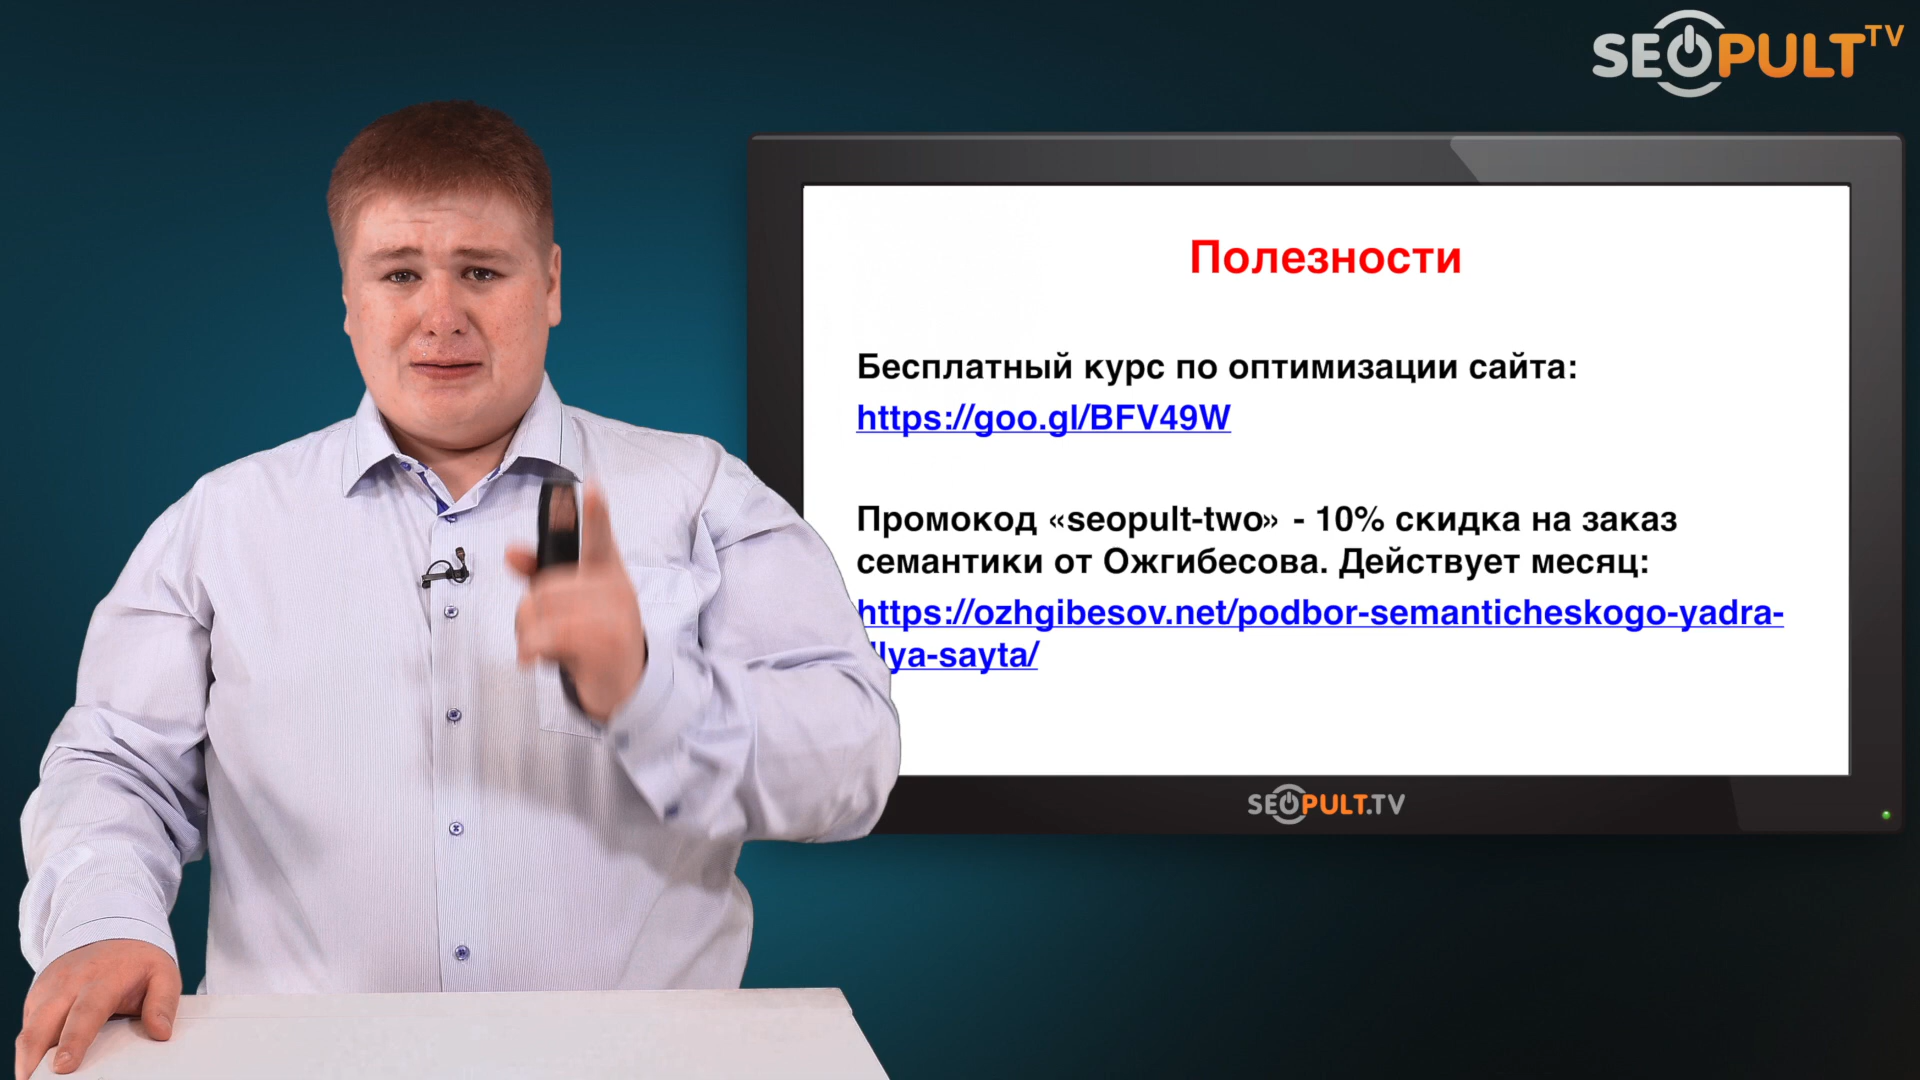 SEOPULT TV
Полезности
Бесплатный курс по оптимизации сайта:
https://goo.gl/BFV49W
Промокод «seopult-two» - 10% скидка на заказ
семантики от Ожгибесова. Действует месяц:
https://ozhgibesov.net/podbor-semanticheskogo-yadra-
lya-sayta/
SEOPULT.TV